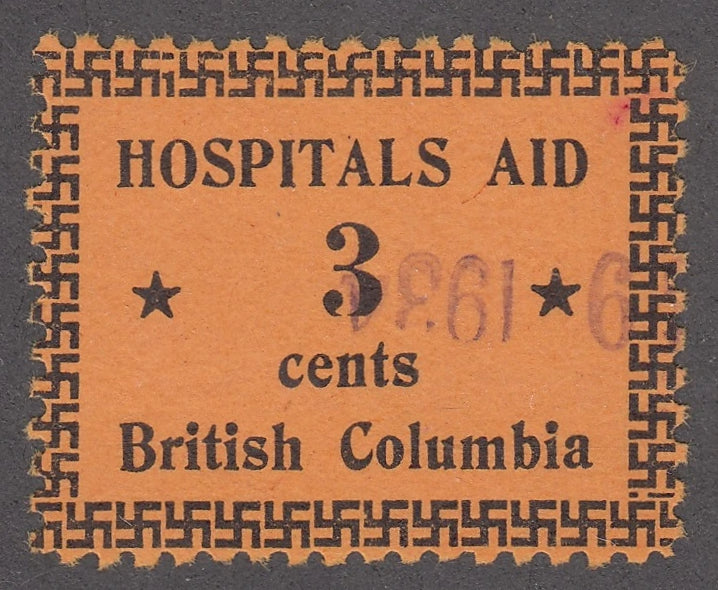 HOSPITALS AID
3
cents
British Columbia